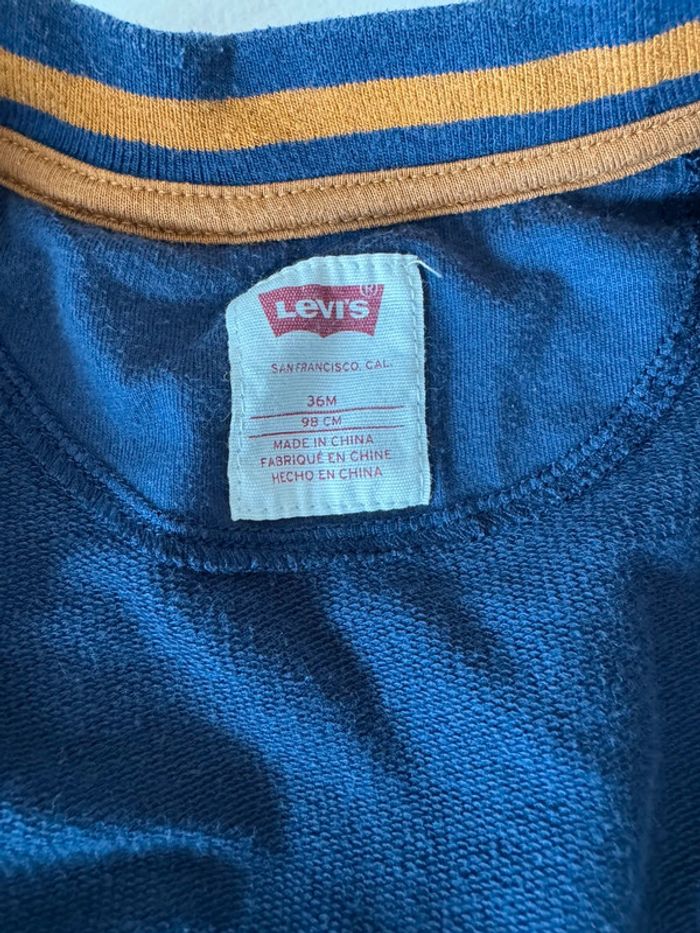 LEVI'S®
SAN FRANCISCO, CAL.
36M
98 CM
MADE IN CHINA
FABRIQUÉ EN CHINE
HECHO EN CHINA